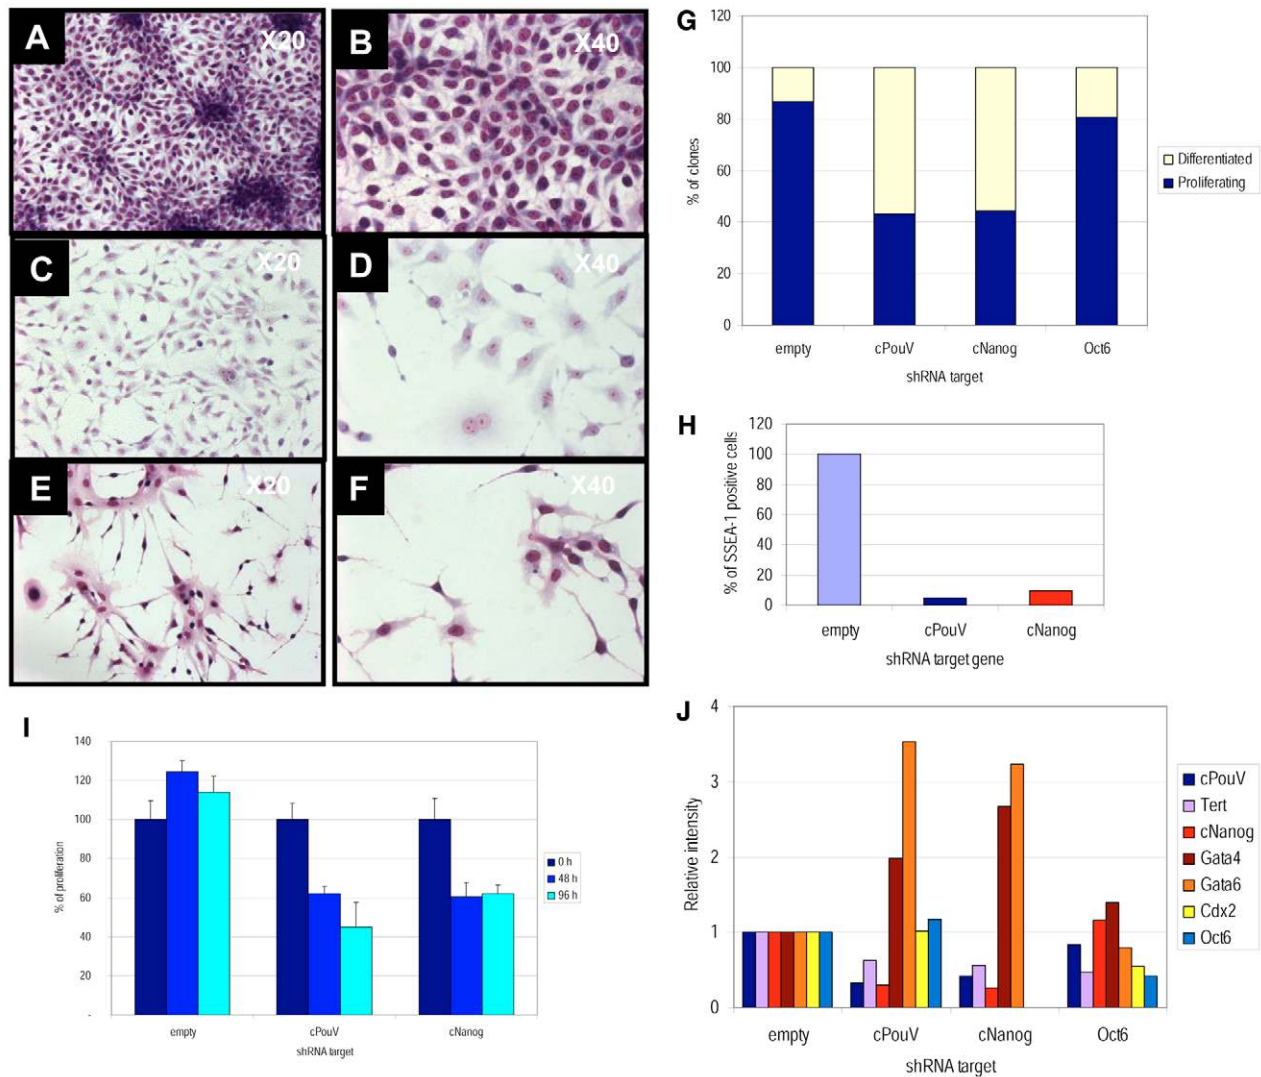 A
X20
B
X40
C
X20
D
X40
E
X20
F
X40
G
120
100
80
60
40
20
0
% of clones
empty
cPouV
cNanog
Oct6
shRNA target
Differentiated
Proliferating
H
120
100
80
60
40
20
0
% of SSEA-1 positive cells
empty
cPouV
cNanog
shRNA target gene
I
140
120
100
80
60
40
20
-
% of proliferation
empty
cPouV
cNanog
shRNA target
0 h
48 h
96 h
J
4
3
2
1
0
Relative intensity
empty
cPouV
cNanog
Oct6
shRNA target
cPouV
Tert
cNanog
Gata4
Gata6
Cdx2
Oct6